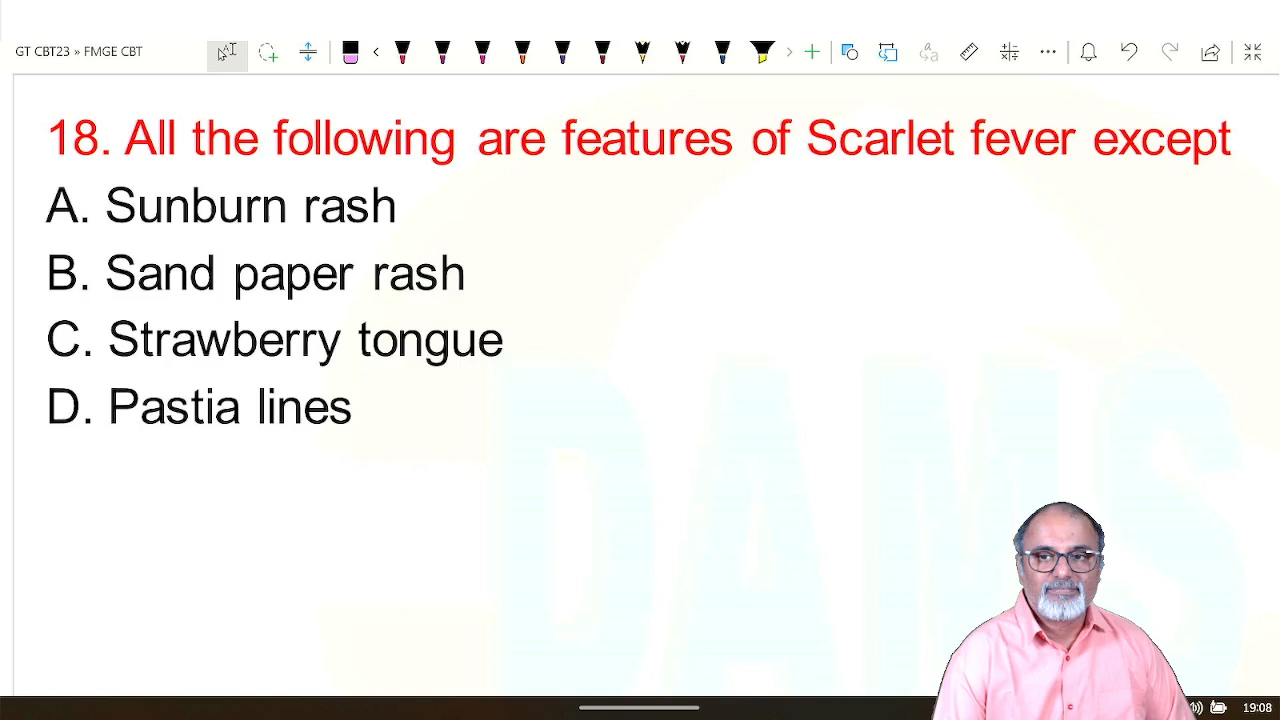 GT CBT23 » FMGE CBT
18. All the following are features of Scarlet fever except
A. Sunburn rash
B. Sand paper rash
C. Strawberry tongue
D. Pastia lines
DAMS
19:08